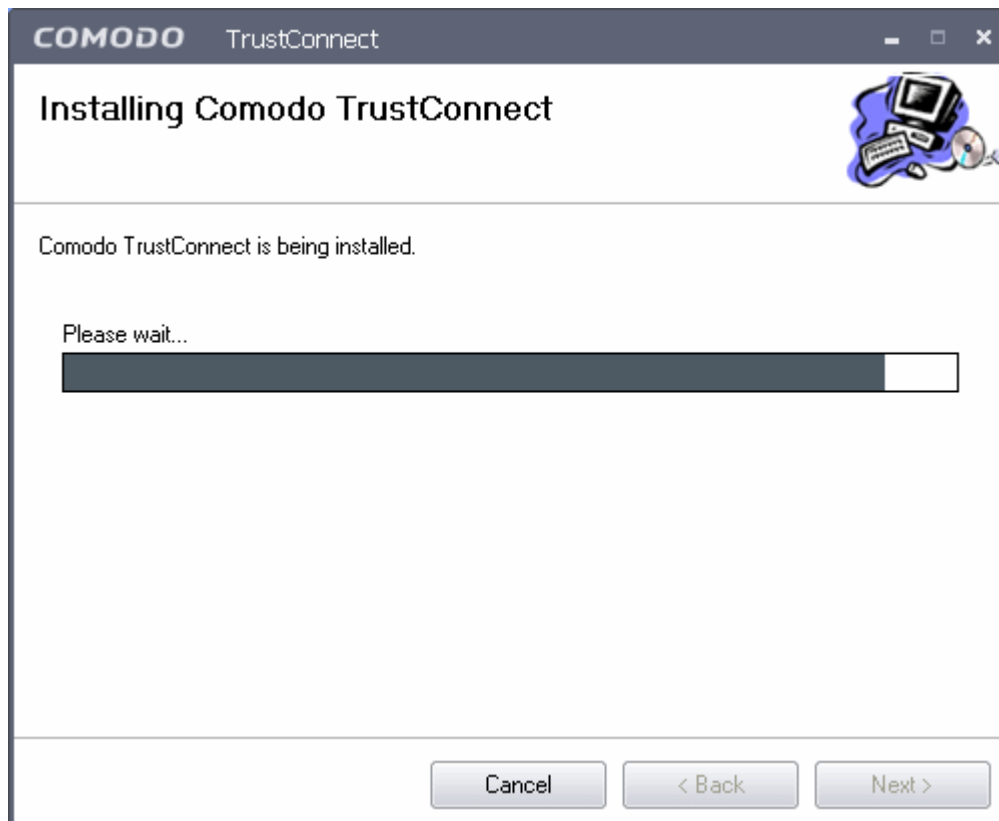 COMODO TrustConnect
Installing Comodo TrustConnect
Comodo TrustConnect is being installed.
Please wait...
Cancel < Back Next >